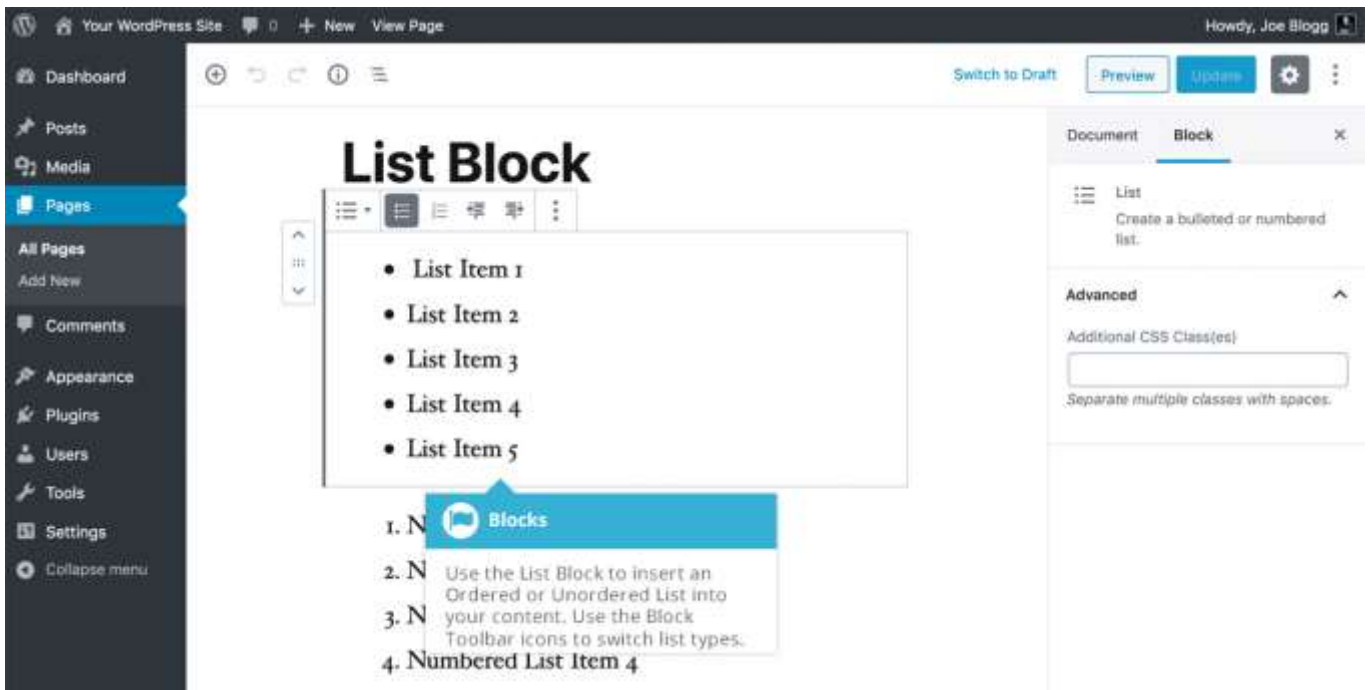 Your WordPress Site 0 New View Page Howdy, Joe Blogg
Dashboard
Posts
Media
Pages
All Pages
Add New
Comments
Appearance
Plugins
Users
Tools
Settings
Collapse menu
Switch to Draft Preview Update
List Block
• List Item 1
• List Item 2
• List Item 3
• List Item 4
• List Item 5
1. N
2. N
3. N
4. Numbered List Item 4
Blocks
Use the List Block to insert an
Ordered or Unordered List into
your content. Use the Block
Toolbar icons to switch list types.
Document Block
List
Create a bulleted or numbered
list.
Advanced
Additional CSS Class(es)
Separate multiple classes with spaces.